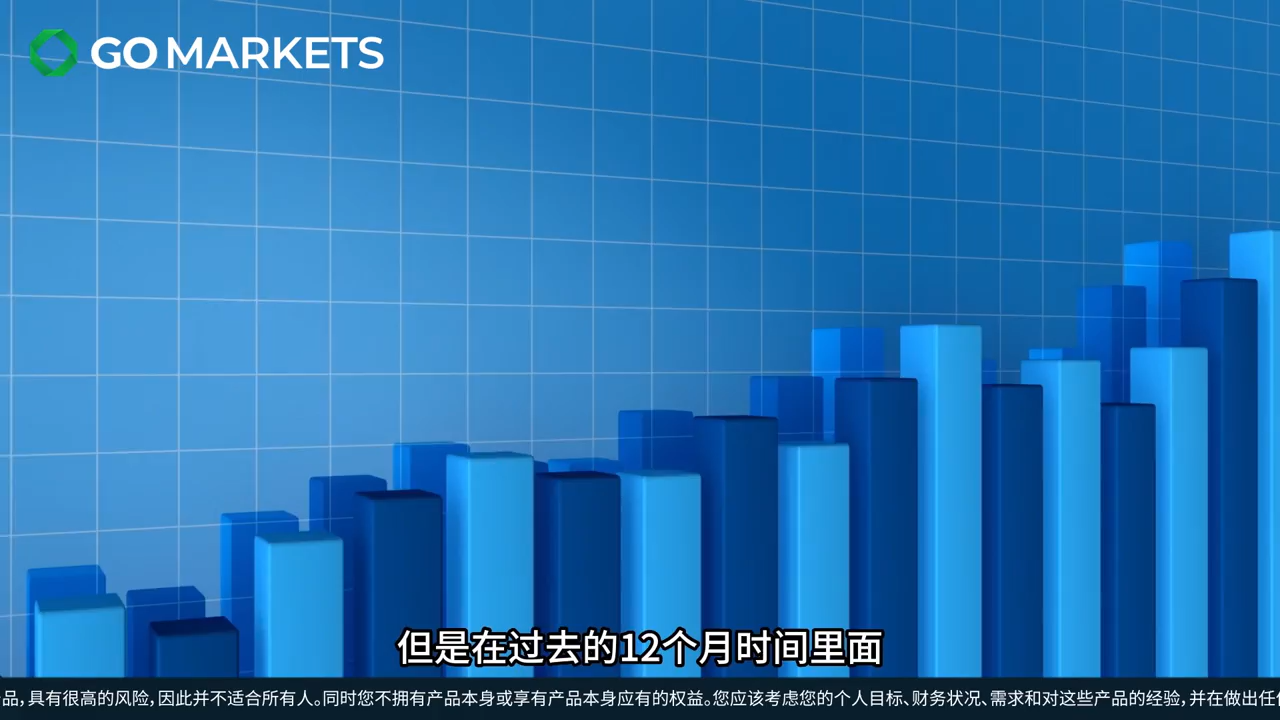 GO MARKETS
但是在过去的12个月时间里面
品，具有很高的风险，因此并不适合所有人。同时您不拥有产品本身或享有产品本身应有的权益。您应该考虑您的个人目标、财务状况、需求和对这些产品的经验，并在做出任